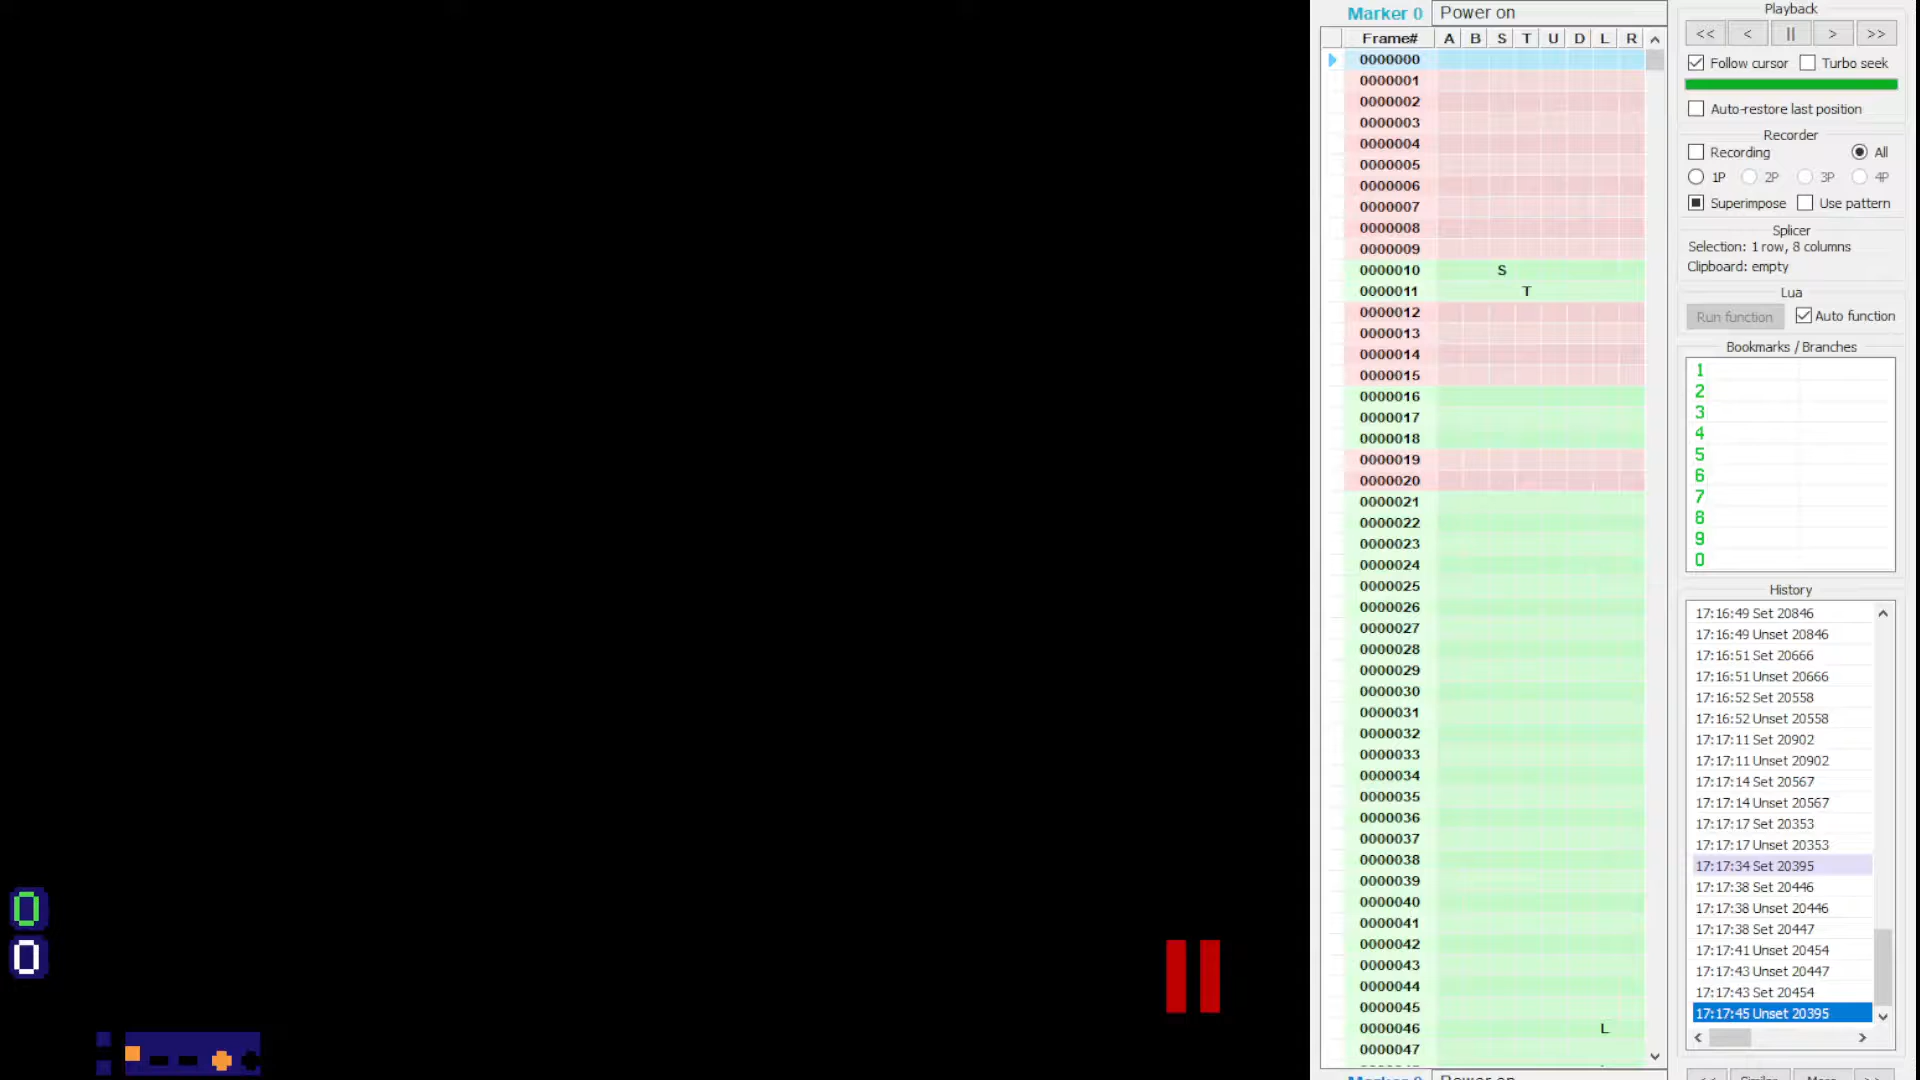 Marker 0 Power on
Frame# A B S T U D L R
0000000
0000001
0000002
0000003
0000004
0000005
0000006
0000007
0000008
0000009
0000010 S
0000011 T
0000012
0000013
0000014
0000015
0000016
0000017
0000018
0000019
0000020
0000021
0000022
0000023
0000024
0000025
0000026
0000027
0000028
0000029
0000030
0000031
0000032
0000033
0000034
0000035
0000036
0000037
0000038
0000039
0000040
0000041
0000042
0000043
0000044
0000045
0000046 L
0000047
Marker 0 Power on
Playback
<< < || > >>
Follow cursor Turbo seek
Auto-restore last position
Recorder
Recording All
1P 2P 3P 4P
Superimpose Use pattern
Splicer
Selection: 1 row, 8 columns
Clipboard: empty
Lua
Run function Auto function
Bookmarks / Branches
1
2
3
4
5
6
7
8
9
0
History
17:16:49 Set 20846
17:16:49 Unset 20846
17:16:51 Set 20666
17:16:51 Unset 20666
17:16:52 Set 20558
17:16:52 Unset 20558
17:17:11 Set 20902
17:17:11 Unset 20902
17:17:14 Set 20567
17:17:14 Unset 20567
17:17:17 Set 20353
17:17:17 Unset 20353
17:17:34 Set 20395
17:17:38 Set 20446
17:17:38 Unset 20446
17:17:38 Set 20447
17:17:41 Unset 20454
17:17:43 Unset 20447
17:17:43 Set 20454
17:17:45 Unset 20395
<< Similar More >>
0
0